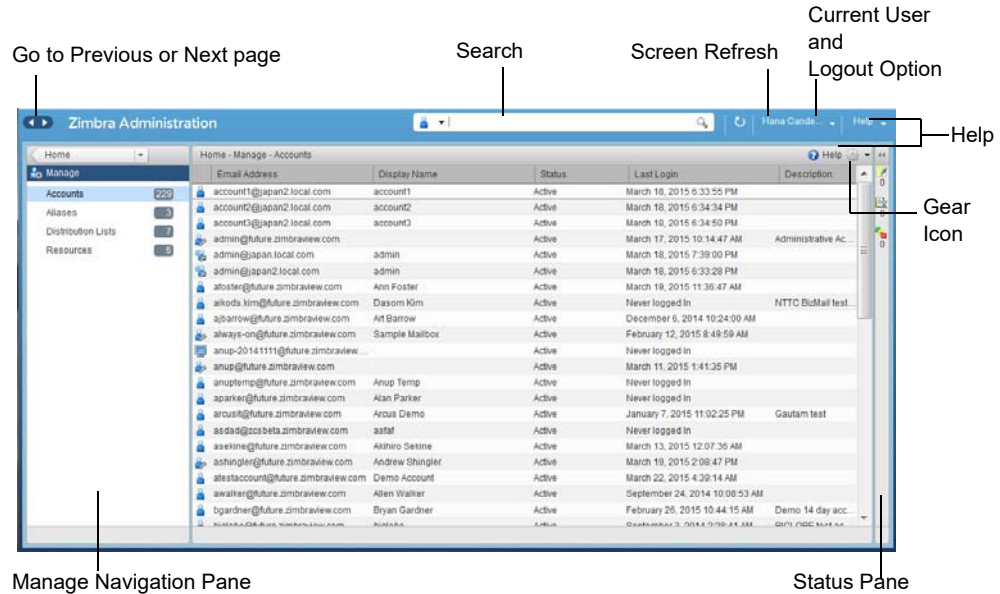 Current User
and
Logout Option
Go to Previous or Next page
Search
Screen Refresh
Zimbra Administration
Hana Cande...
Help
Help
Home
Home - Manage - Accounts
Help
Manage
Email Address Display Name Status Last Login Description
Accounts 229
Aliases 3
Distribution Lists 7
Resources
Gear
Icon
0
0
account1@japan2.local.com account1 Active March 18, 2015 6:33:55 PM
account2@japan2.local.com account2 Active March 18, 2015 6:34:34 PM
account3@japan2.local.com account3 Active March 18, 2015 6:34:50 PM
admin@future.zimbraview.com Active March 17, 2015 10:14:47 AM Administrative Ac...
admin@japan.local.com admin Active March 18, 2015 7:39:00 PM
admin@japan2.local.com admin Active March 18, 2015 6:33:28 PM
afoster@future.zimbraview.com Ann Foster Active March 19, 2015 11:36:47 AM
aikods.kim@future.zimbraview.com Dasom Kim Active Never logged in NTTC BizMail test...
ajbarrow@future.zimbraview.com Art Barrow Active December 6, 2014 10:24:00 AM
always-on@future.zimbraview.com Sample Mailbox Active February 12, 2015 8:49:59 AM
anup-20141111@future.zimbraview.... Active Never logged in
anup@future.zimbraview.com Active March 11, 2015 1:41:35 PM
anuptemp@future.zimbraview.com Anup Temp Active Never logged in
aparker@future.zimbraview.com Alan Parker Active Never logged in
arcusit@future.zimbraview.com Arcus Demo Active January 7, 2015 11:02:25 PM Gautam test
asdad@zcsbeta.zimbraview.com asfaf Active Never logged in
asekine@future.zimbraview.com Akihiro Sekine Active March 13, 2015 12:07:36 AM
ashingler@future.zimbraview.com Andrew Shingler Active March 19, 2015 2:08:47 PM
atestaccount@future.zimbraview.com Demo Account Active March 22, 2015 4:39:14 AM
awalker@future.zimbraview.com Allen Walker Active September 24, 2014 10:08:53 AM
bgardner@future.zimbraview.com Bryan Gardner Active February 26, 2015 10:44:15 AM Demo 14 day acc...
Manage Navigation Pane
Status Pane